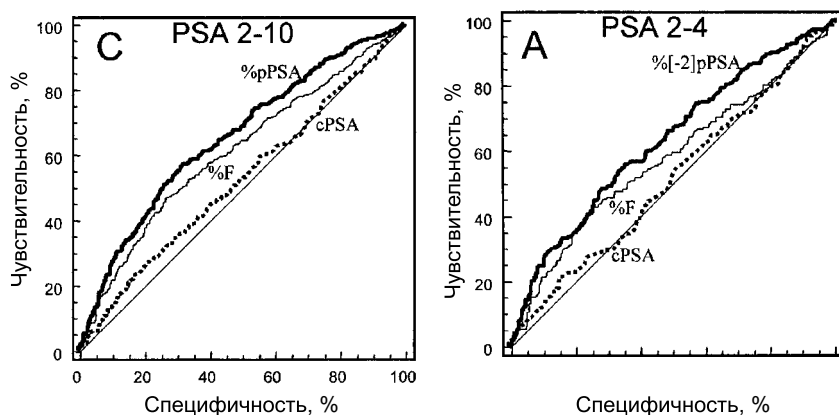 C
PSA 2-10
100
80
60
40
20
0
Чувствительность, %
%pPSA
cPSA
%F
0 20 40 60 80 100
Специфичность, %
A
PSA 2-4
100
80
60
40
20
0
Чувствительность, %
%[-2]pPSA
%F
cPSA
Специфичность, %